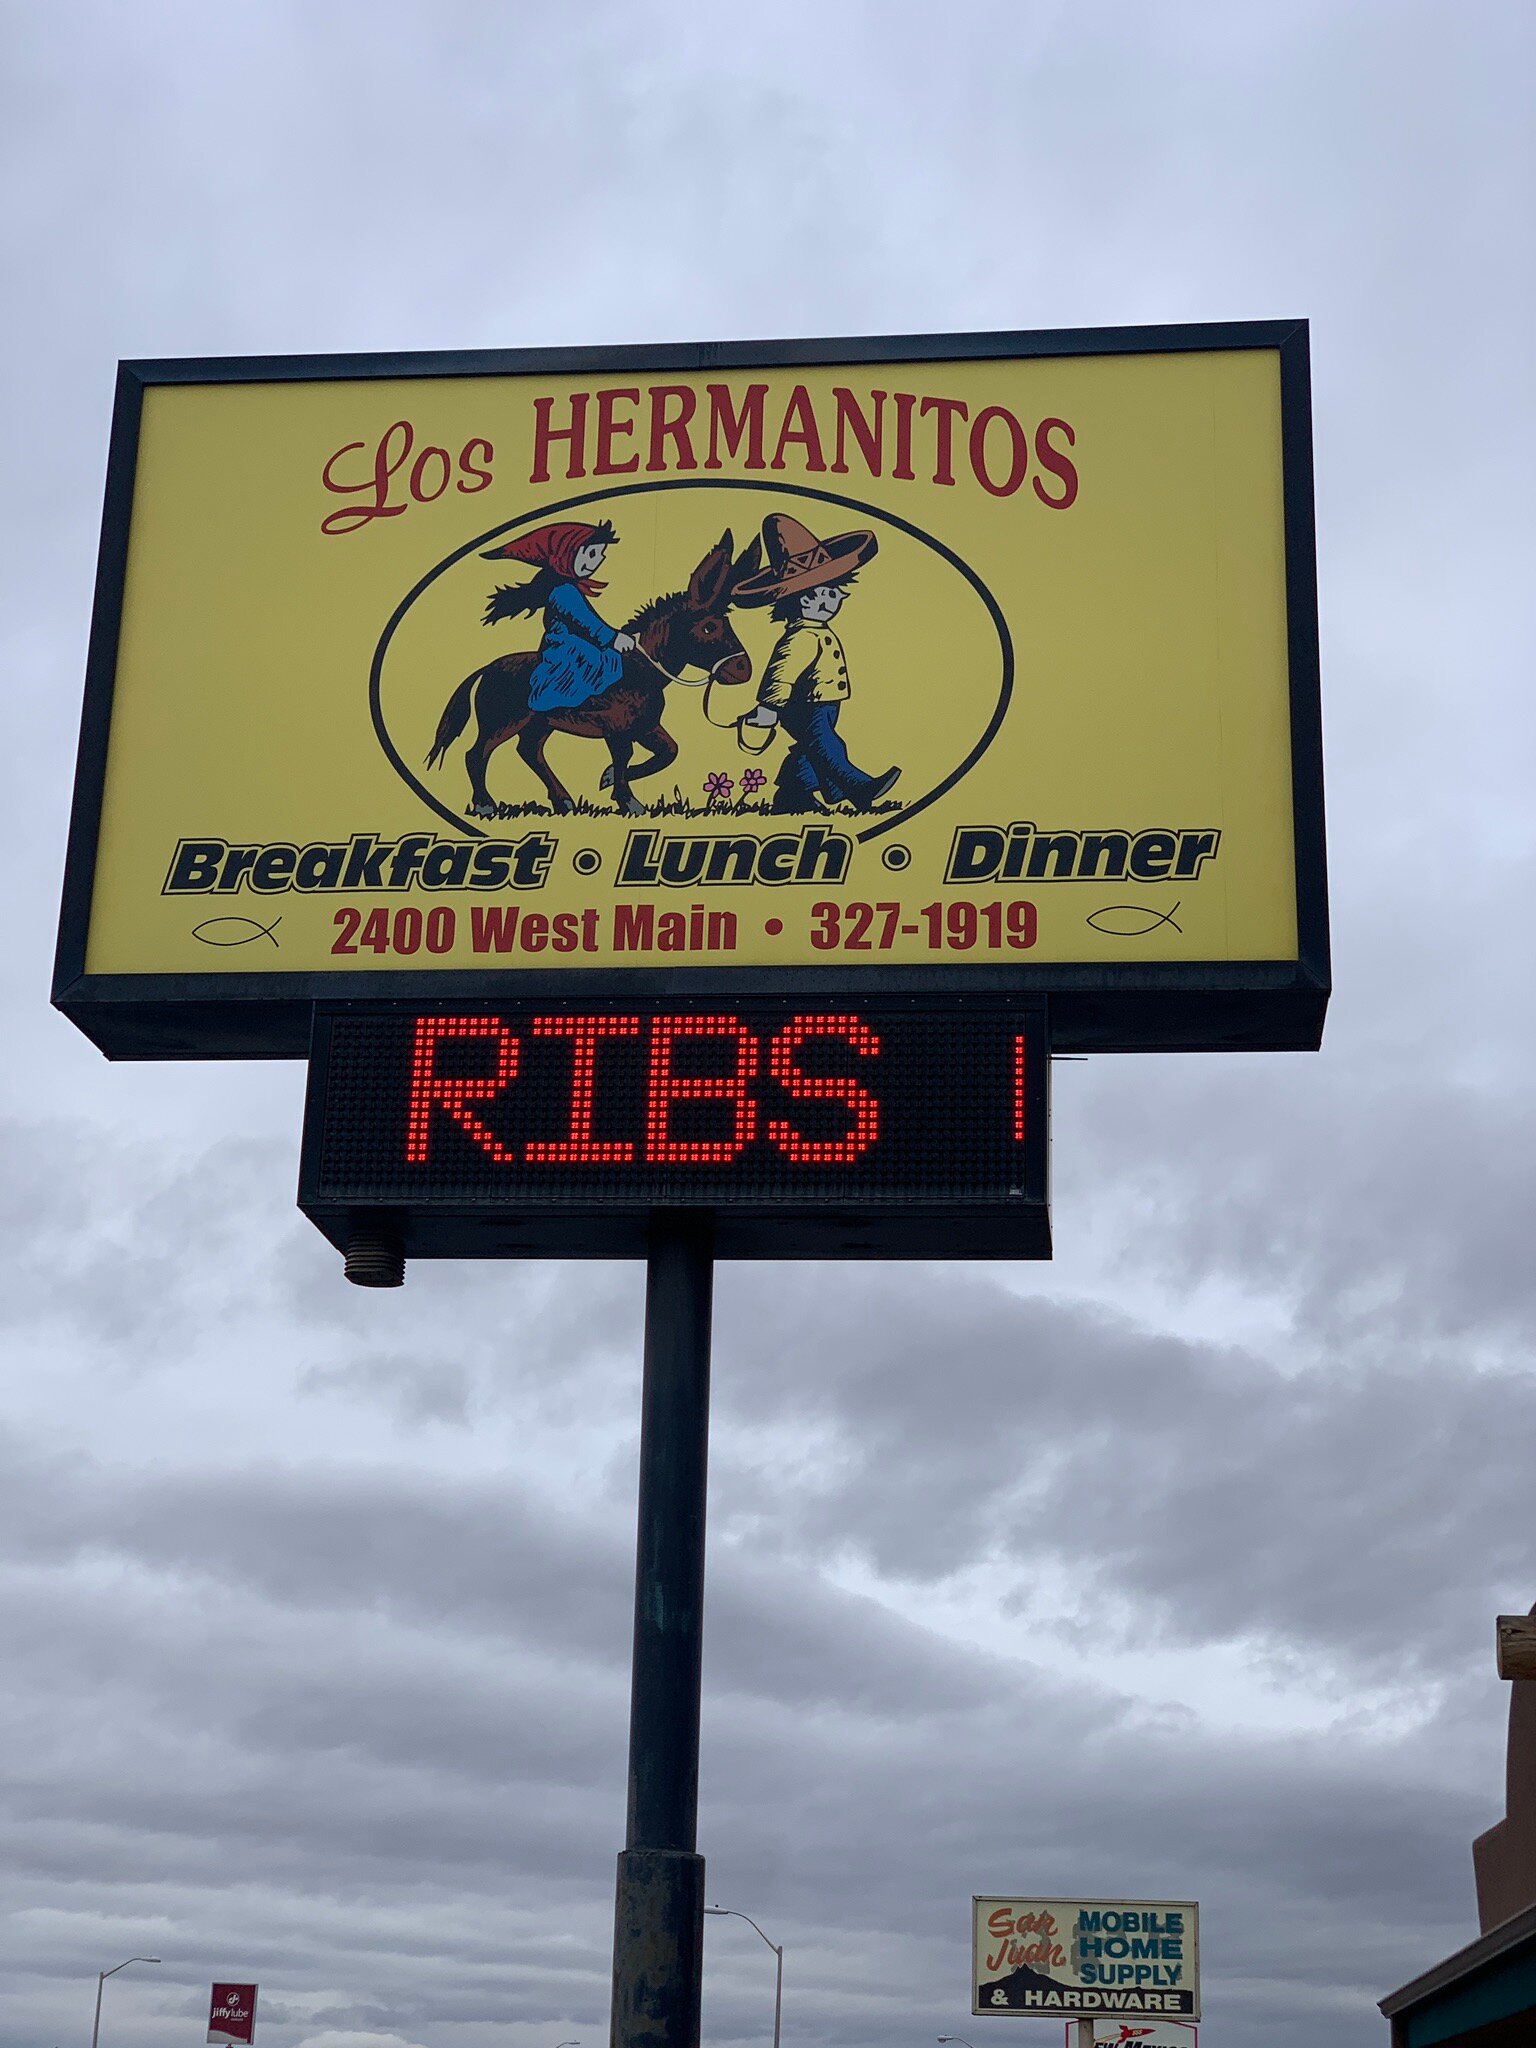 Los HERMANITOS
Breakfast • Lunch • Dinner
2400 West Main • 327-1919
RIBS
jiffy lube
San Juan
MOBILE
HOME
SUPPLY
& HARDWARE